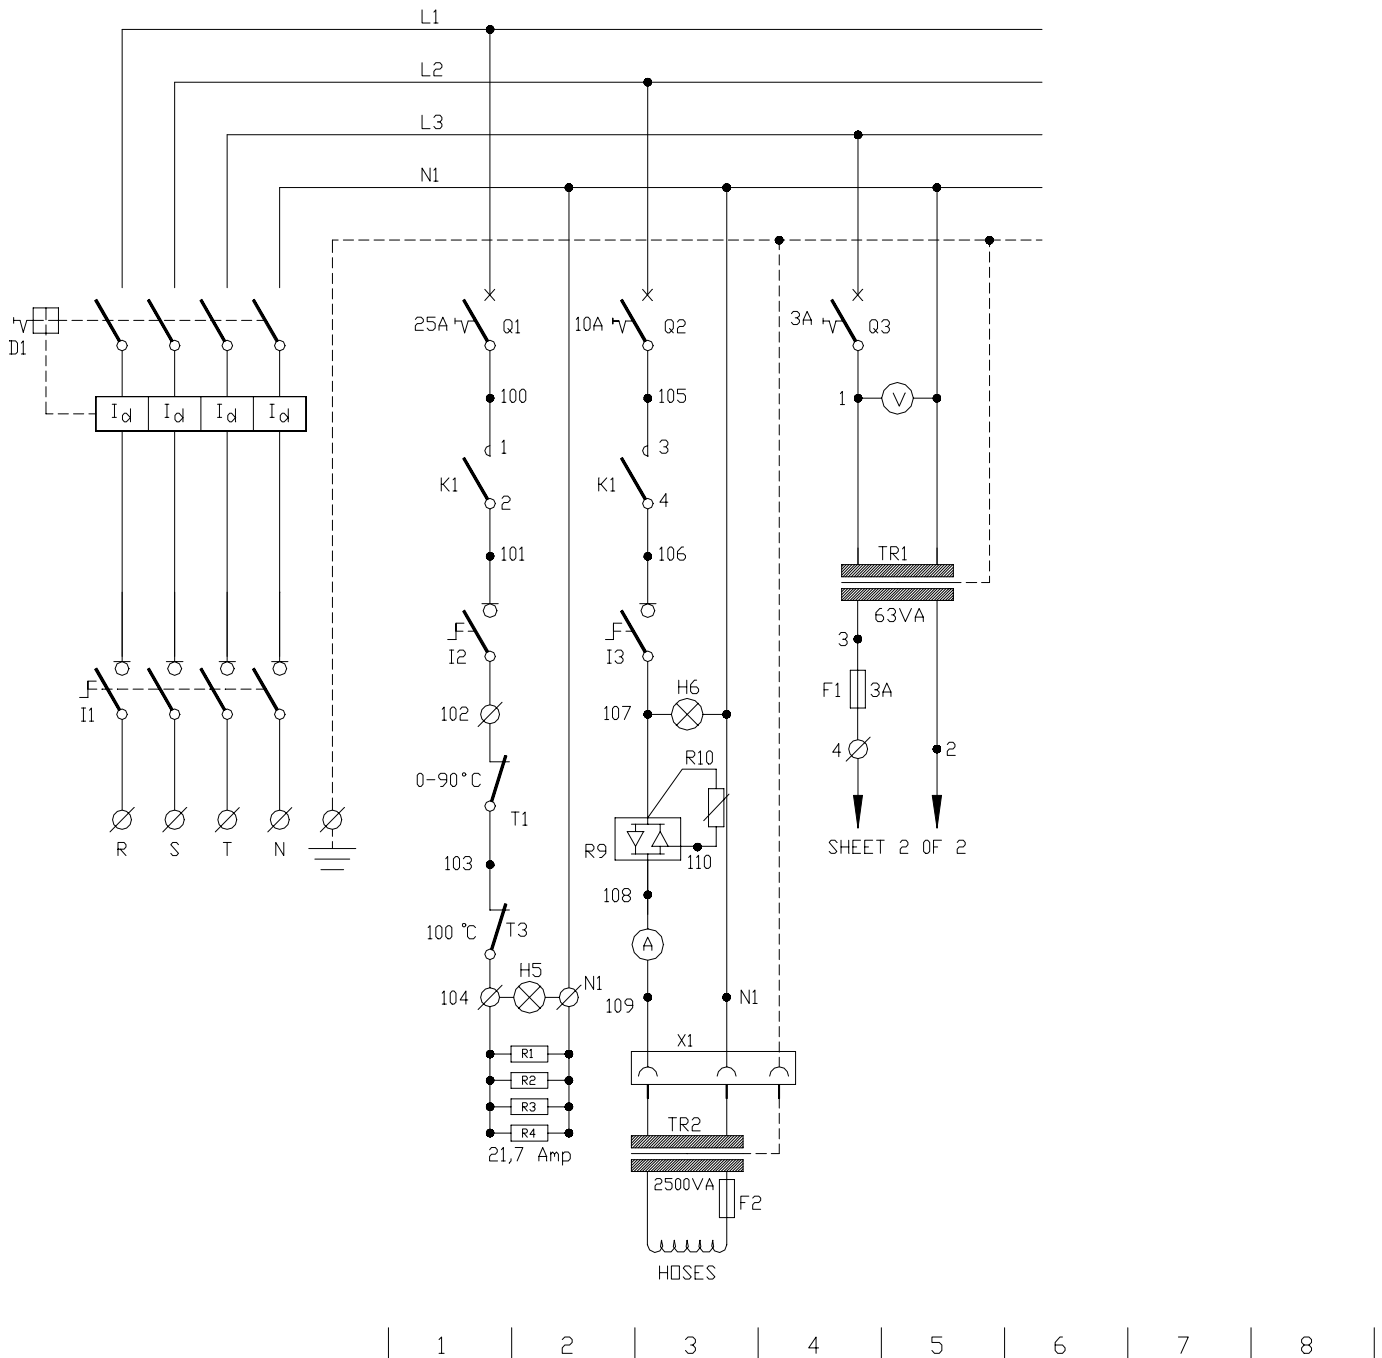 L1
L2
L3
N1
25A Q1
10A Q2
3A Q3
D1
100
105
1 V
Id Id Id Id
1
3
K1
2
K1
4
101
106
TR1
63VA
3
I2
I3
F1 3A
H6
I1
102
107
4
2
R10
0-90°C
T1
R S T N
SHEET 2 OF 2
R9
110
103
108
100 °C T3
A
H5
N1
104
109
N1
X1
R1
R2
R3
R4
21,7 Amp
TR2
2500VA
F2
HOSES
1 2 3 4 5 6 7 8